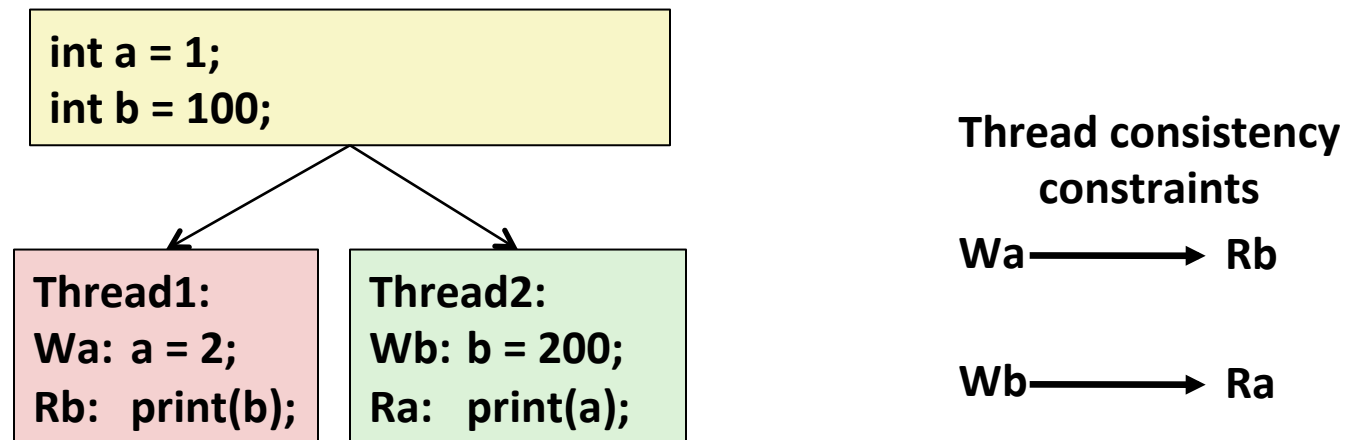 int a = 1;
int b = 100;
Thread consistency
constraints
Wa Rb
Wb Ra
Thread1:
Wa: a = 2;
Rb: print(b);
Thread2:
Wb: b = 200;
Ra: print(a);